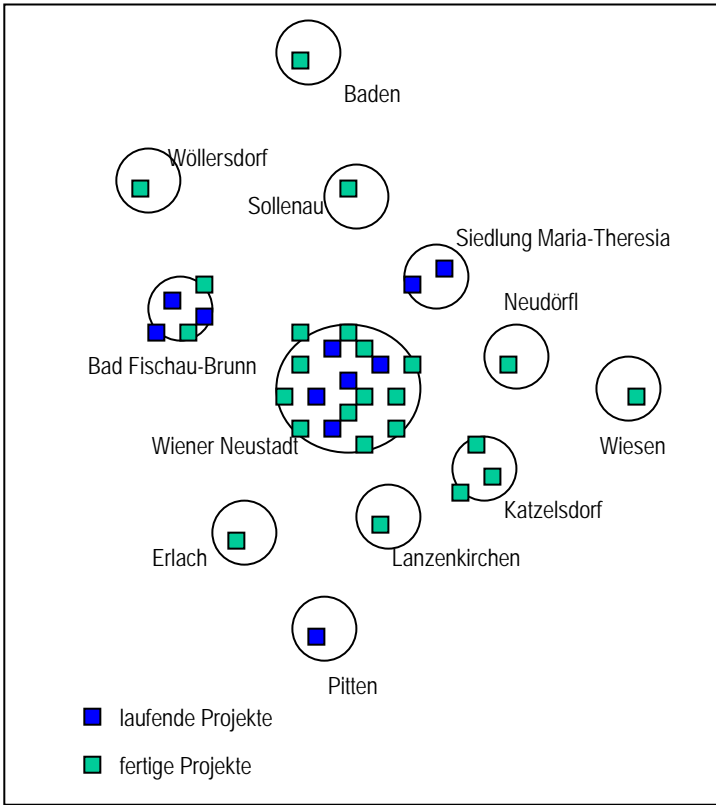 Baden
Wöllersdorf
Sollenau
Siedlung Maria-Theresia
Neudörfl
Bad Fischau-Brunn
Wiener Neustadt
Wiesen
Katzelsdorf
Erlach
Lanzenkirchen
Pitten
laufende Projekte
fertige Projekte